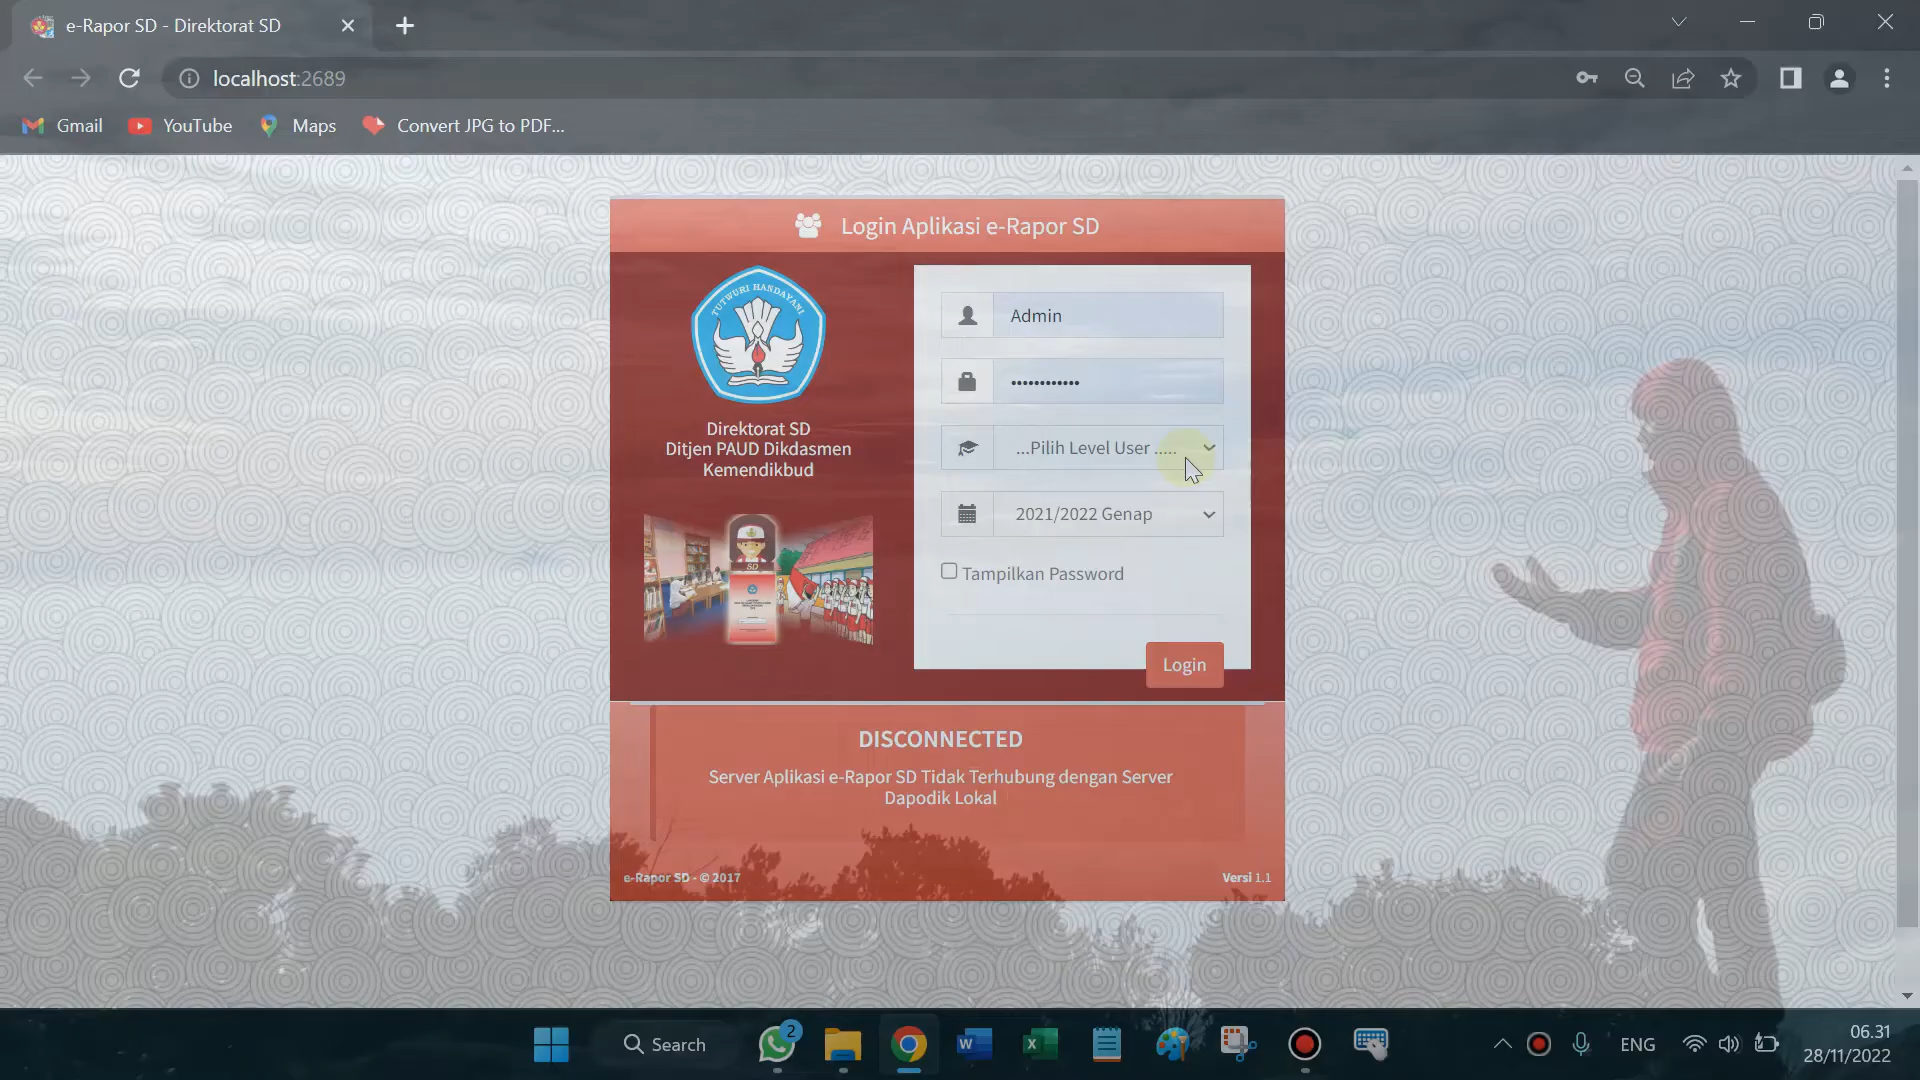 e-Rapor SD - Direktorat SD
localhost:2689
Gmail
YouTube
Maps
Convert JPG to PDF...
Login Aplikasi e-Rapor SD
TUTWURI HANDAYANI
Direktorat SD
Ditjen PAUD Dikdasmen
Kemendikbud
SD
Admin
............
...Pilih Level User .....
2021/2022 Genap
Tampilkan Password
Login
DISCONNECTED
Server Aplikasi e-Rapor SD Tidak Terhubung dengan Server
Dapodik Lokal
e-Rapor SD - © 2017
Versi 1.1
Search
2
W
X
ENG
06.31
28/11/2022